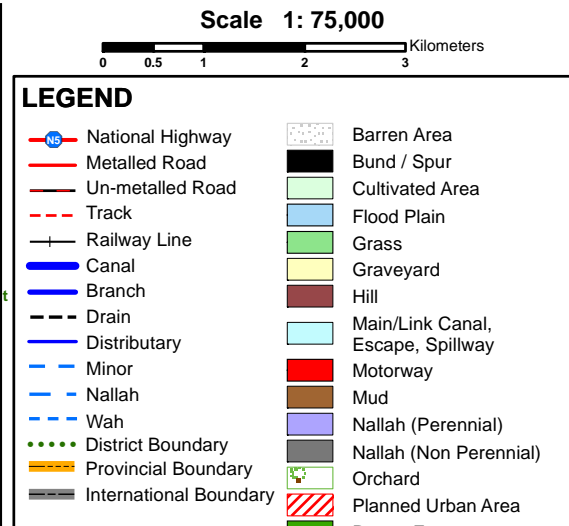 Scale 1: 75,000
Kilometers
0 0.5 1 2 3
LEGEND
N5 National Highway
Metalled Road
Un-metalled Road
Track
Railway Line
Canal
Branch
Drain
Distributary
Minor
Nallah
Wah
District Boundary
Provincial Boundary
International Boundary
Barren Area
Bund / Spur
Cultivated Area
Flood Plain
Grass
Graveyard
Hill
Main/Link Canal,
Escape, Spillway
Motorway
Mud
Nallah (Perennial)
Nallah (Non Perennial)
Orchard
Planned Urban Area
t